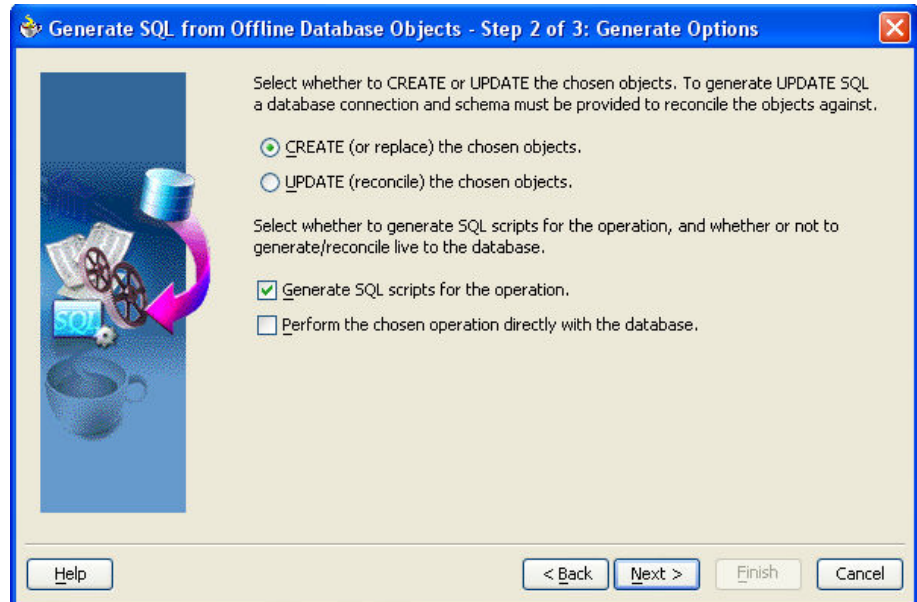 Generate SQL from Offline Database Objects - Step 2 of 3: Generate Options
Select whether to CREATE or UPDATE the chosen objects. To generate UPDATE SQL
a database connection and schema must be provided to reconcile the objects against.
CREATE (or replace) the chosen objects.
UPDATE (reconcile) the chosen objects.
Select whether to generate SQL scripts for the operation, and whether or not to
generate/reconcile live to the database.
Generate SQL scripts for the operation.
Perform the chosen operation directly with the database.
SQL
Help
< Back
Next >
Finish
Cancel